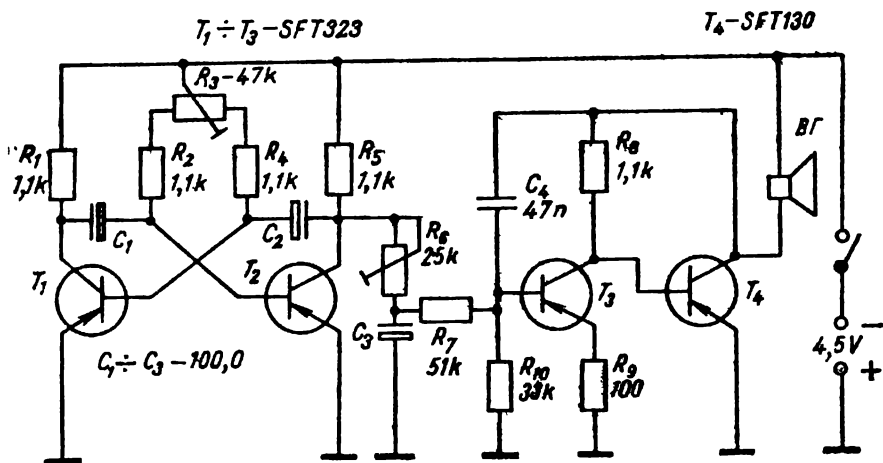 T1÷T3-SFT323
T4-SFT130
R3-47k
R1
1,1k
R2
1,1k
R4
1,1k
R5
1,1k
R8
1,1k
ВГ
C1
C2
R6
25k
C4
47n
T1
T2
T3
T4
C3
R7
51k
C1÷C3-100,0
R10
R9
100
4,5V
−
+